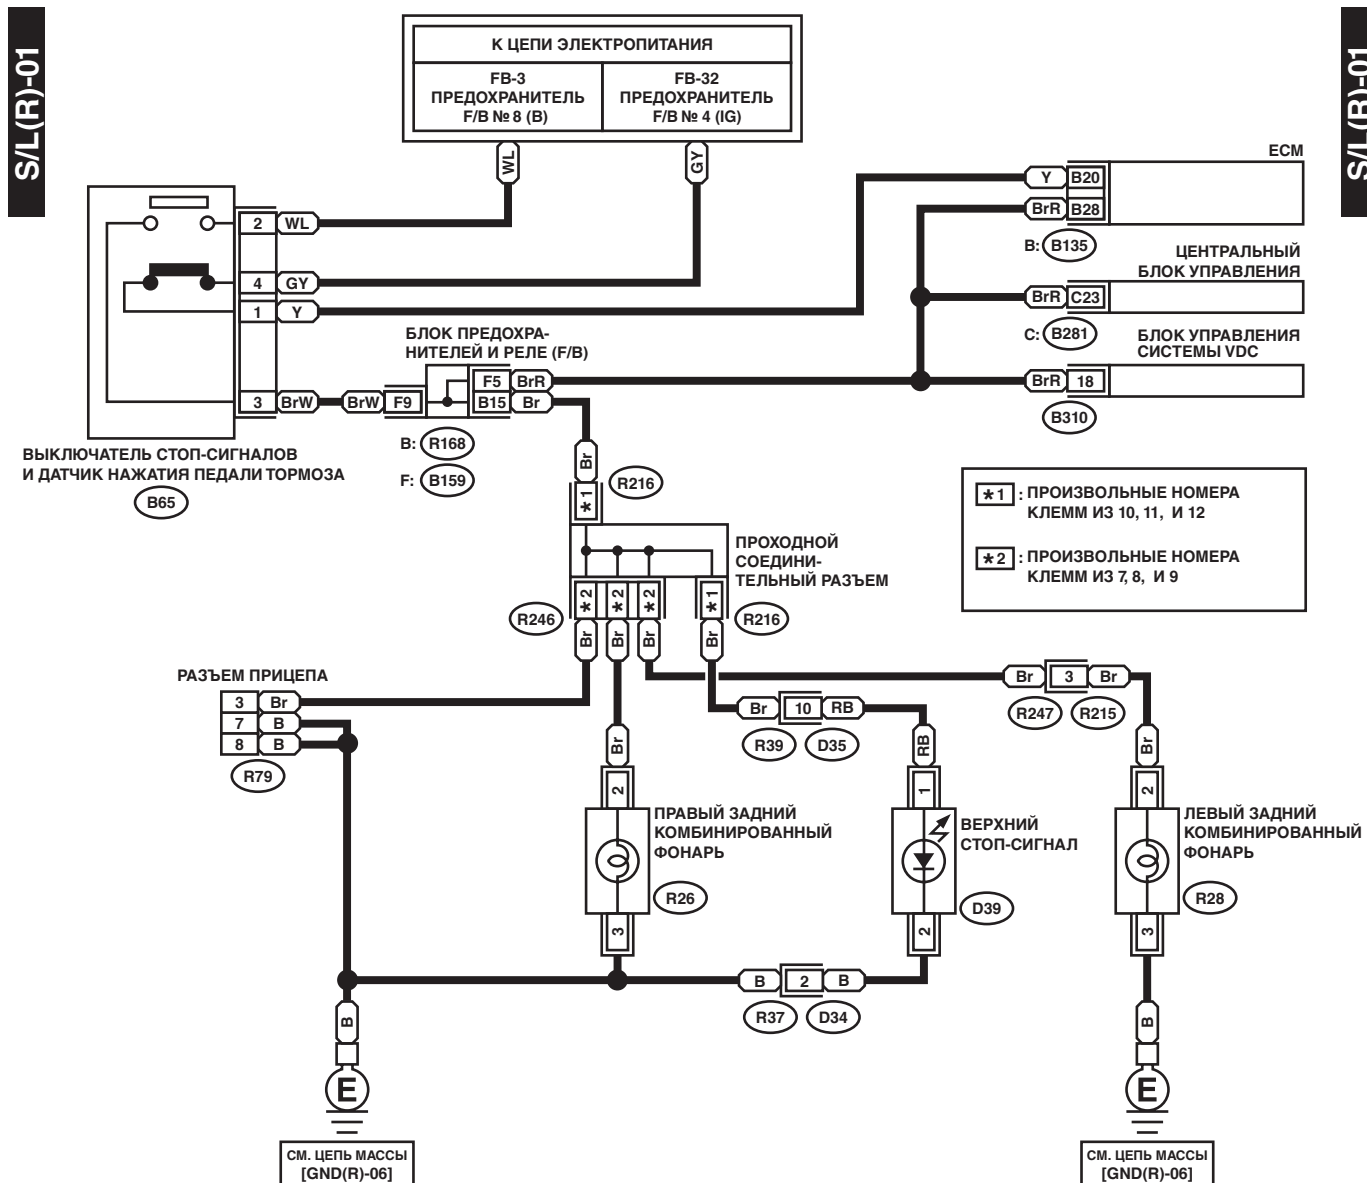 S/L(R)-01
S/L(R)-01
К ЦЕПИ ЭЛЕКТРОПИТАНИЯ
FB-3
ПРЕДОХРАНИТЕЛЬ
F/B № 8 (B)
FB-32
ПРЕДОХРАНИТЕЛЬ
F/B № 4 (IG)
WL
GY
ECM
Y B20
BrR B28
B: B135
2 WL
4 GY
1 Y
3 BrW
BrW F9
ЦЕНТРАЛЬНЫЙ
БЛОК УПРАВЛЕНИЯ
BrR C23
C: B281
БЛОК УПРАВЛЕНИЯ
СИСТЕМЫ VDC
BrR 18
B310
БЛОК ПРЕДОХРА-
НИТЕЛЕЙ И РЕЛЕ (F/B)
F5 BrR
B15 Br
B: R168
F: B159
ВЫКЛЮЧАТЕЛЬ СТОП-СИГНАЛОВ
И ДАТЧИК НАЖАТИЯ ПЕДАЛИ ТОРМОЗА
B65
Br
*1
R216
*1 : ПРОИЗВОЛЬНЫЕ НОМЕРА
КЛЕММ ИЗ 10, 11, И 12
*2 : ПРОИЗВОЛЬНЫЕ НОМЕРА
КЛЕММ ИЗ 7, 8, И 9
ПРОХОДНОЙ
СОЕДИНИ-
ТЕЛЬНЫЙ РАЗЪЕМ
*2 *2 *2 *1
R246
R216
Br Br Br Br
РАЗЪЕМ ПРИЦЕПА
3 Br
7 B
8 B
R79
Br 3 Br
R247 R215
Br 10 RB
R39 D35
Br
RB
Br
2
1
2
ПРАВЫЙ ЗАДНИЙ
КОМБИНИРОВАННЫЙ
ФОНАРЬ
R26
3
ВЕРХНИЙ
СТОП-СИГНАЛ
D39
2
ЛЕВЫЙ ЗАДНИЙ
КОМБИНИРОВАННЫЙ
ФОНАРЬ
R28
3
B 2 B
R37 D34
B
E
СМ. ЦЕПЬ МАССЫ
[GND(R)-06]
B
E
СМ. ЦЕПЬ МАССЫ
[GND(R)-06]